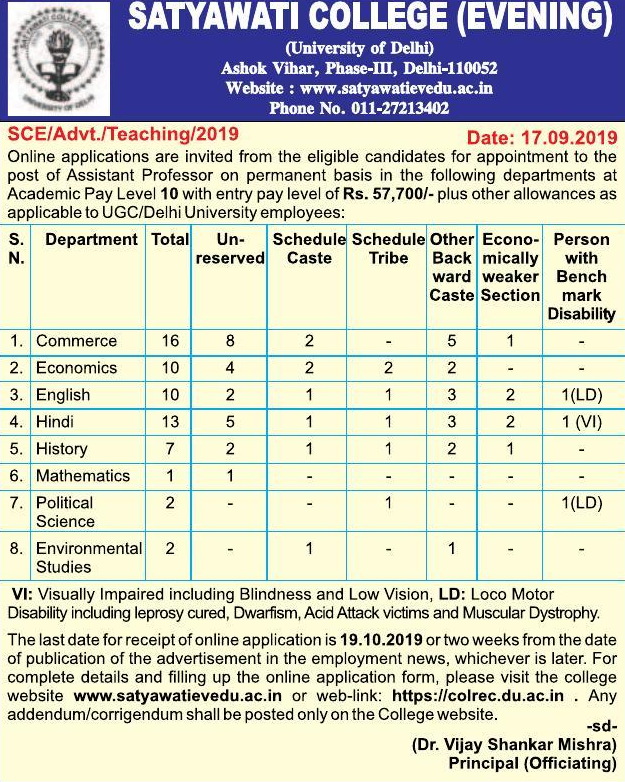 SATYAWATI COLLEGE (EVENING)
(University of Delhi)
Ashok Vihar, Phase-III, Delhi-110052
Website : www.satyawatievedu.ac.in
Phone No. 011-27213402
SCE/Advt./Teaching/2019 Date: 17.09.2019
Online applications are invited from the eligible candidates for appointment to the
post of Assistant Professor on permanent basis in the following departments at
Academic Pay Level 10 with entry pay level of Rs. 57,700/- plus other allowances as
applicable to UGC/Delhi University employees:
S. Department Total Un- Schedule Schedule Other Econo- Person
N. reserved Caste Tribe Back mically with
ward weaker Bench
Caste Section mark
Disability
1. Commerce 16 8 2 - 5 1 -
2. Economics 10 4 2 2 2 - -
3. English 10 2 1 1 3 2 1(LD)
4. Hindi 13 5 1 1 3 2 1 (VI)
5. History 7 2 1 1 2 1 -
6. Mathematics 1 1 - - - - -
7. Political 2 - - 1 - - 1(LD)
Science
8. Environmental 2 - 1 - 1 - -
Studies
VI: Visually Impaired including Blindness and Low Vision, LD: Loco Motor
Disability including leprosy cured, Dwarfism, Acid Attack victims and Muscular Dystrophy.
The last date for receipt of online application is 19.10.2019 or two weeks from the date
of publication of the advertisement in the employment news, whichever is later. For
complete details and filling up the online application form, please visit the college
website www.satyawatievedu.ac.in or web-link: https://colrec.du.ac.in . Any
addendum/corrigendum shall be posted only on the College website.
-sd-
(Dr. Vijay Shankar Mishra)
Principal (Officiating)